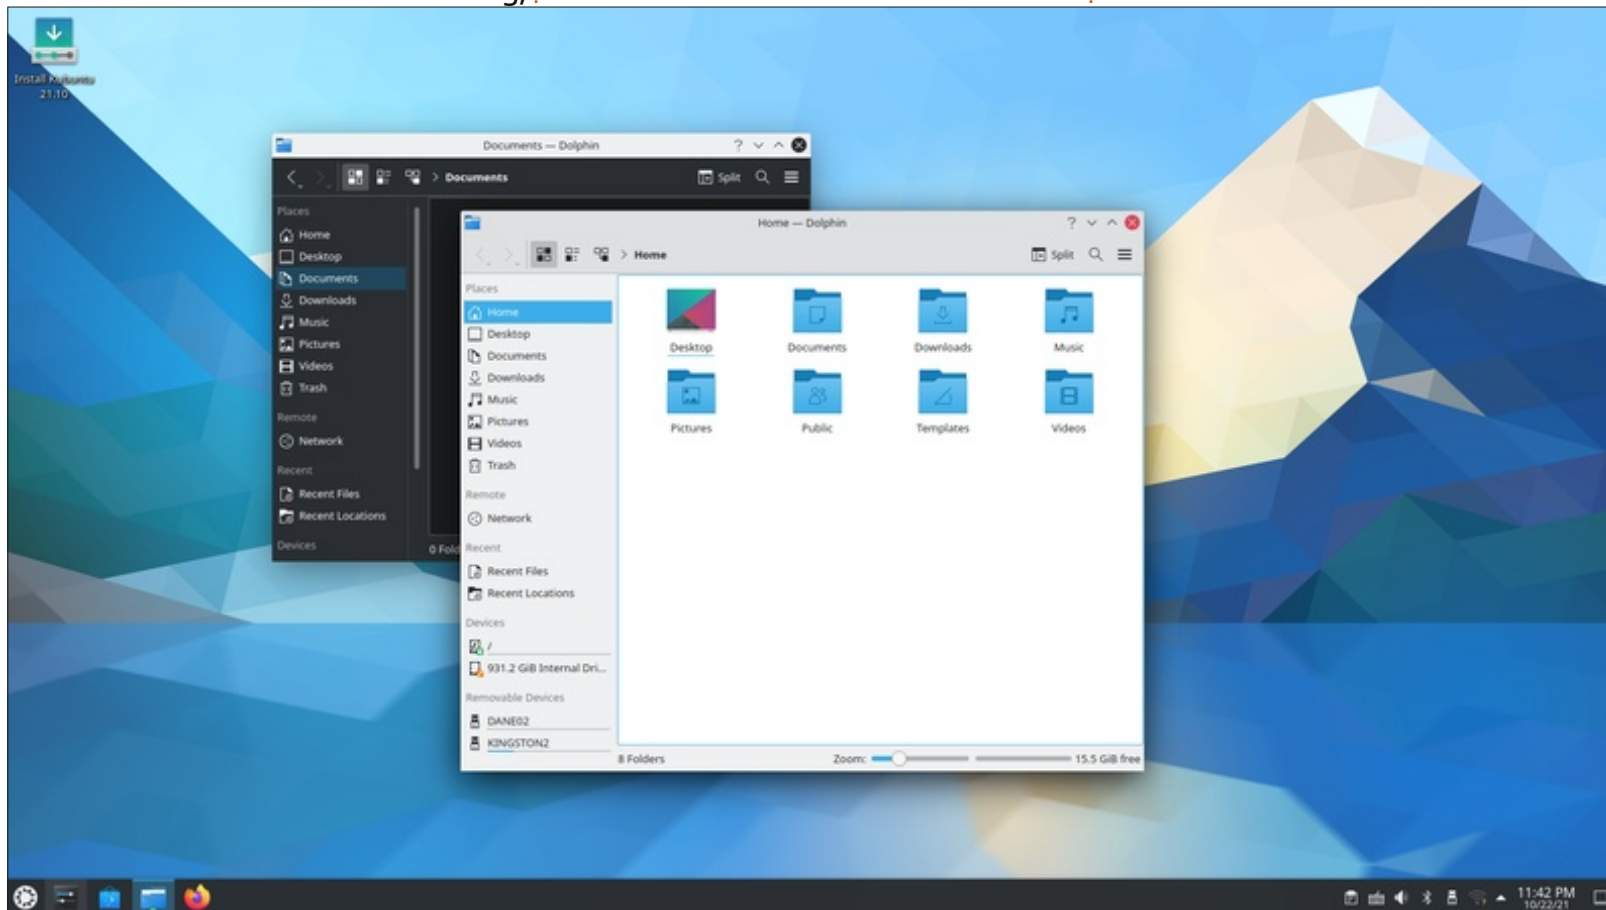 Install Kubuntu
21.10
Documents — Dolphin
> Documents
Split
Places
Home
Desktop
Documents
Downloads
Music
Pictures
Videos
Trash
Remote
Network
Recent
Recent Files
Recent Locations
Devices
0 Fold
Home — Dolphin
> Home
Split
Places
Home
Desktop
Documents
Downloads
Music
Pictures
Videos
Trash
Remote
Network
Recent
Recent Files
Recent Locations
Devices
/
931.2 GiB Internal Dri...
Removable Devices
DANE02
KINGSTON2
Desktop
Documents
Downloads
Music
Pictures
Public
Templates
Videos
8 Folders
Zoom:
15.5 GiB free
11:42 PM
10/22/21